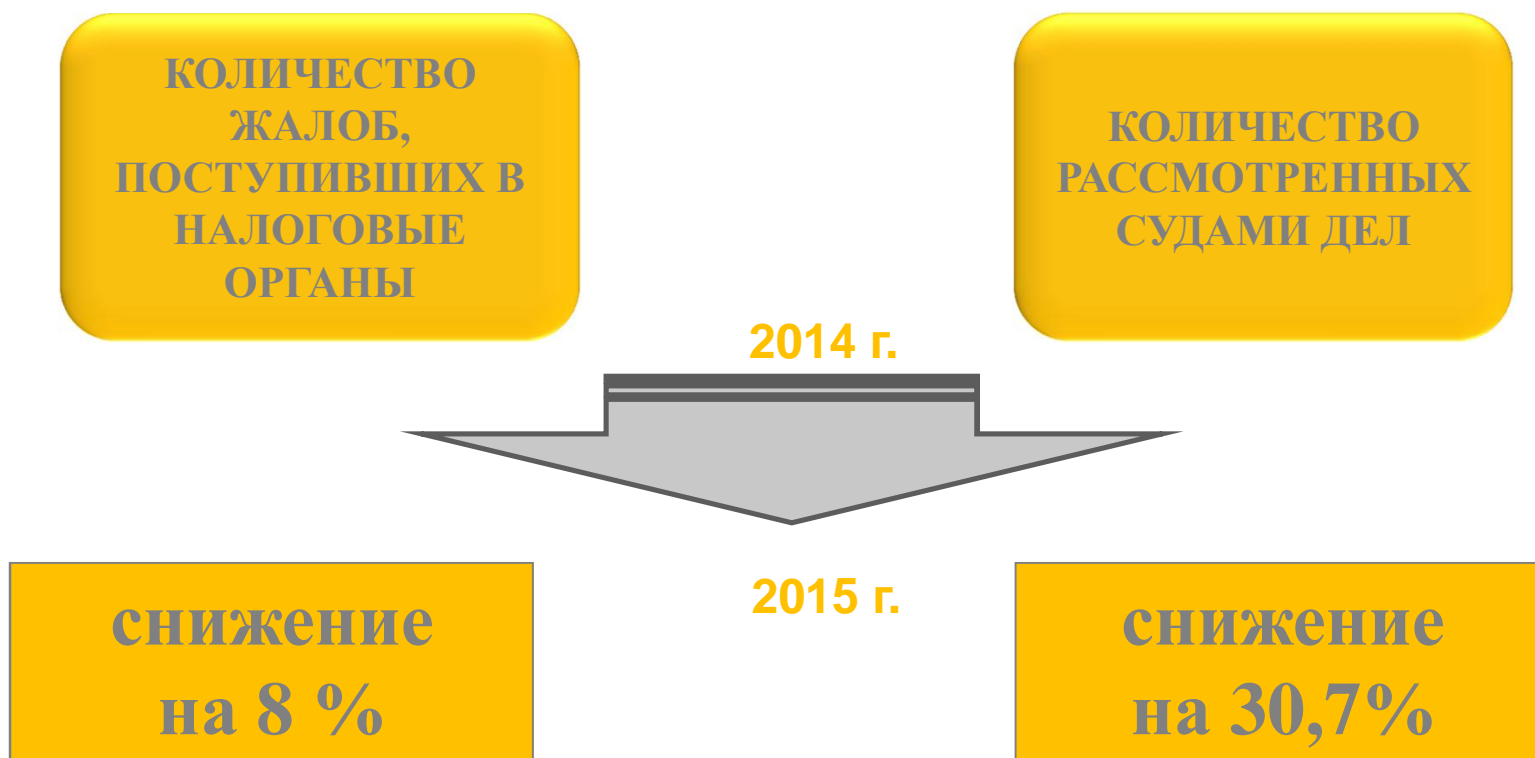 КОЛИЧЕСТВО
ЖАЛОБ,
ПОСТУПИВШИХ В
НАЛОГОВЫЕ
ОРГАНЫ
КОЛИЧЕСТВО
РАССМОТРЕННЫХ
СУДАМИ ДЕЛ
2014 г.
2015 г.
снижение
на 8 %
снижение
на 30,7%